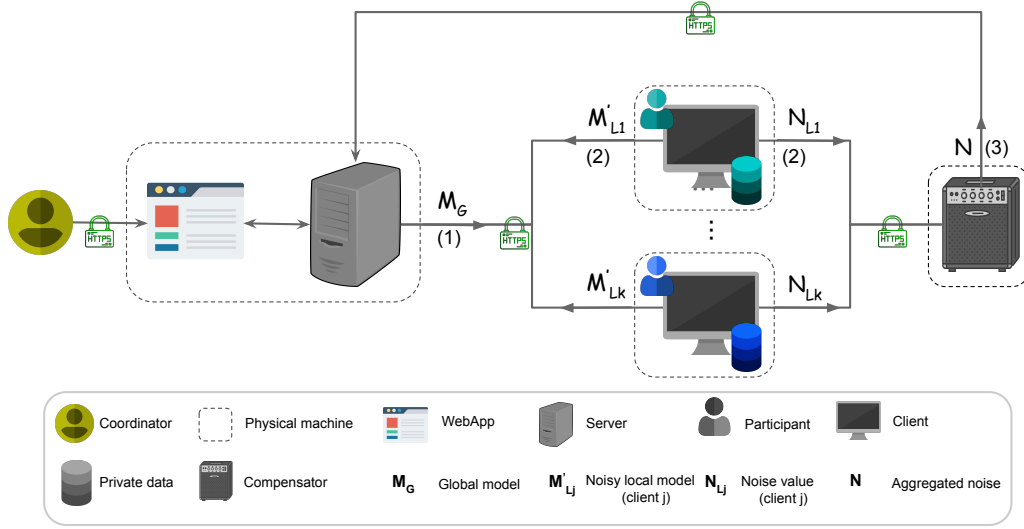 HTTPS
M'L1
NL1
(2)
(2)
N
(3)
MG
(1)
HTTPS
HTTPS
HTTPS
M'Lk
NLk
Coordinator
Physical machine
WebApp
Server
Participant
Client
Private data
Compensator
MG
Global model
M'Lj
Noisy local model
(client j)
NLj
Noise value
(client j)
N
Aggregated noise